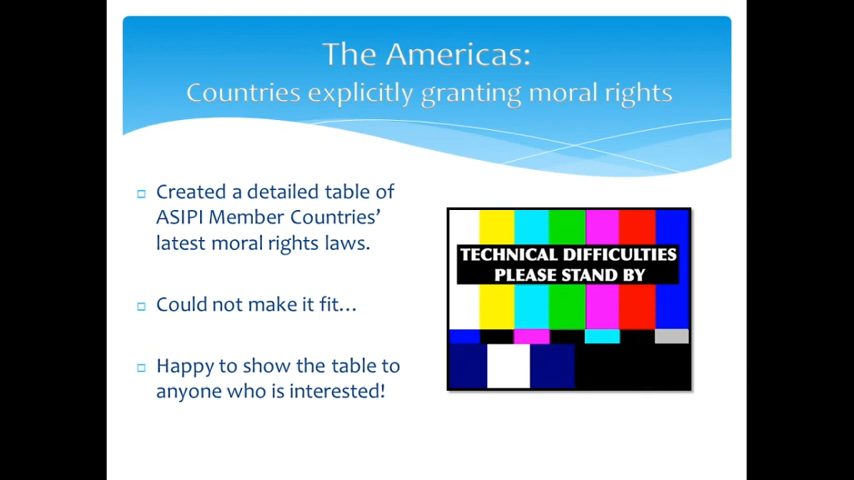 The Americas:
Countries explicitly granting moral rights
Created a detailed table of
ASIPI Member Countries’
latest moral rights laws.
Could not make it fit…
Happy to show the table to
anyone who is interested!
TECHNICAL DIFFICULTIES
PLEASE STAND BY